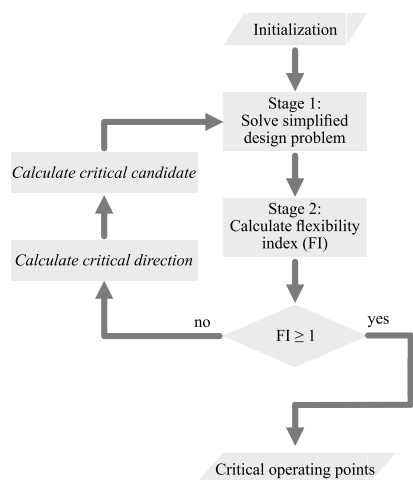 Initialization
Stage 1:
Solve simplified
design problem
Calculate critical candidate
Stage 2:
Calculate flexibility
index (FI)
Calculate critical direction
no
yes
FI ≥ 1
Critical operating points